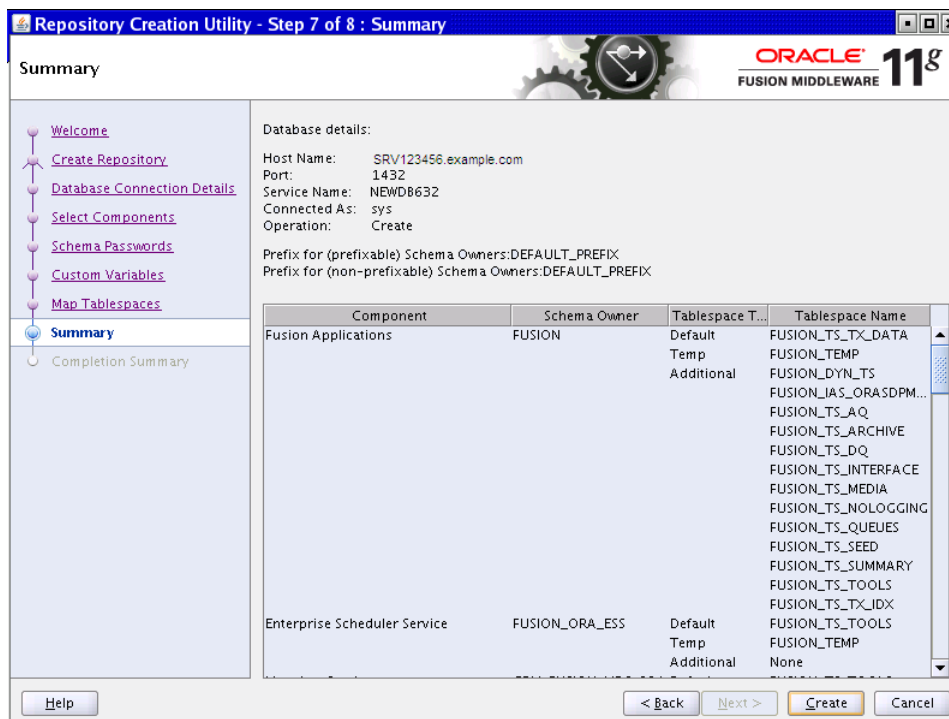 Repository Creation Utility - Step 7 of 8 : Summary
Summary
ORACLE
FUSION MIDDLEWARE
11g
Welcome
Create Repository
Database Connection Details
Select Components
Schema Passwords
Custom Variables
Map Tablespaces
Summary
Completion Summary
Database details:
Host Name: SRV123456.example.com
Port: 1432
Service Name: NEWDB632
Connected As: sys
Operation: Create
Prefix for (prefixable) Schema Owners:DEFAULT_PREFIX
Prefix for (non-prefixable) Schema Owners:DEFAULT_PREFIX
Component Schema Owner Tablespace T... Tablespace Name
Fusion Applications FUSION Default FUSION_TS_TX_DATA
Temp FUSION_TEMP
Additional FUSION_DYN_TS
FUSION_IAS_ORASDPM...
FUSION_TS_AQ
FUSION_TS_ARCHIVE
FUSION_TS_DQ
FUSION_TS_INTERFACE
FUSION_TS_MEDIA
FUSION_TS_NOLOGGING
FUSION_TS_QUEUES
FUSION_TS_SEED
FUSION_TS_SUMMARY
FUSION_TS_TOOLS
FUSION_TS_TX_IDX
Enterprise Scheduler Service FUSION_ORA_ESS Default FUSION_TS_TOOLS
Temp FUSION_TEMP
Additional None
Help < Back Next > Create Cancel